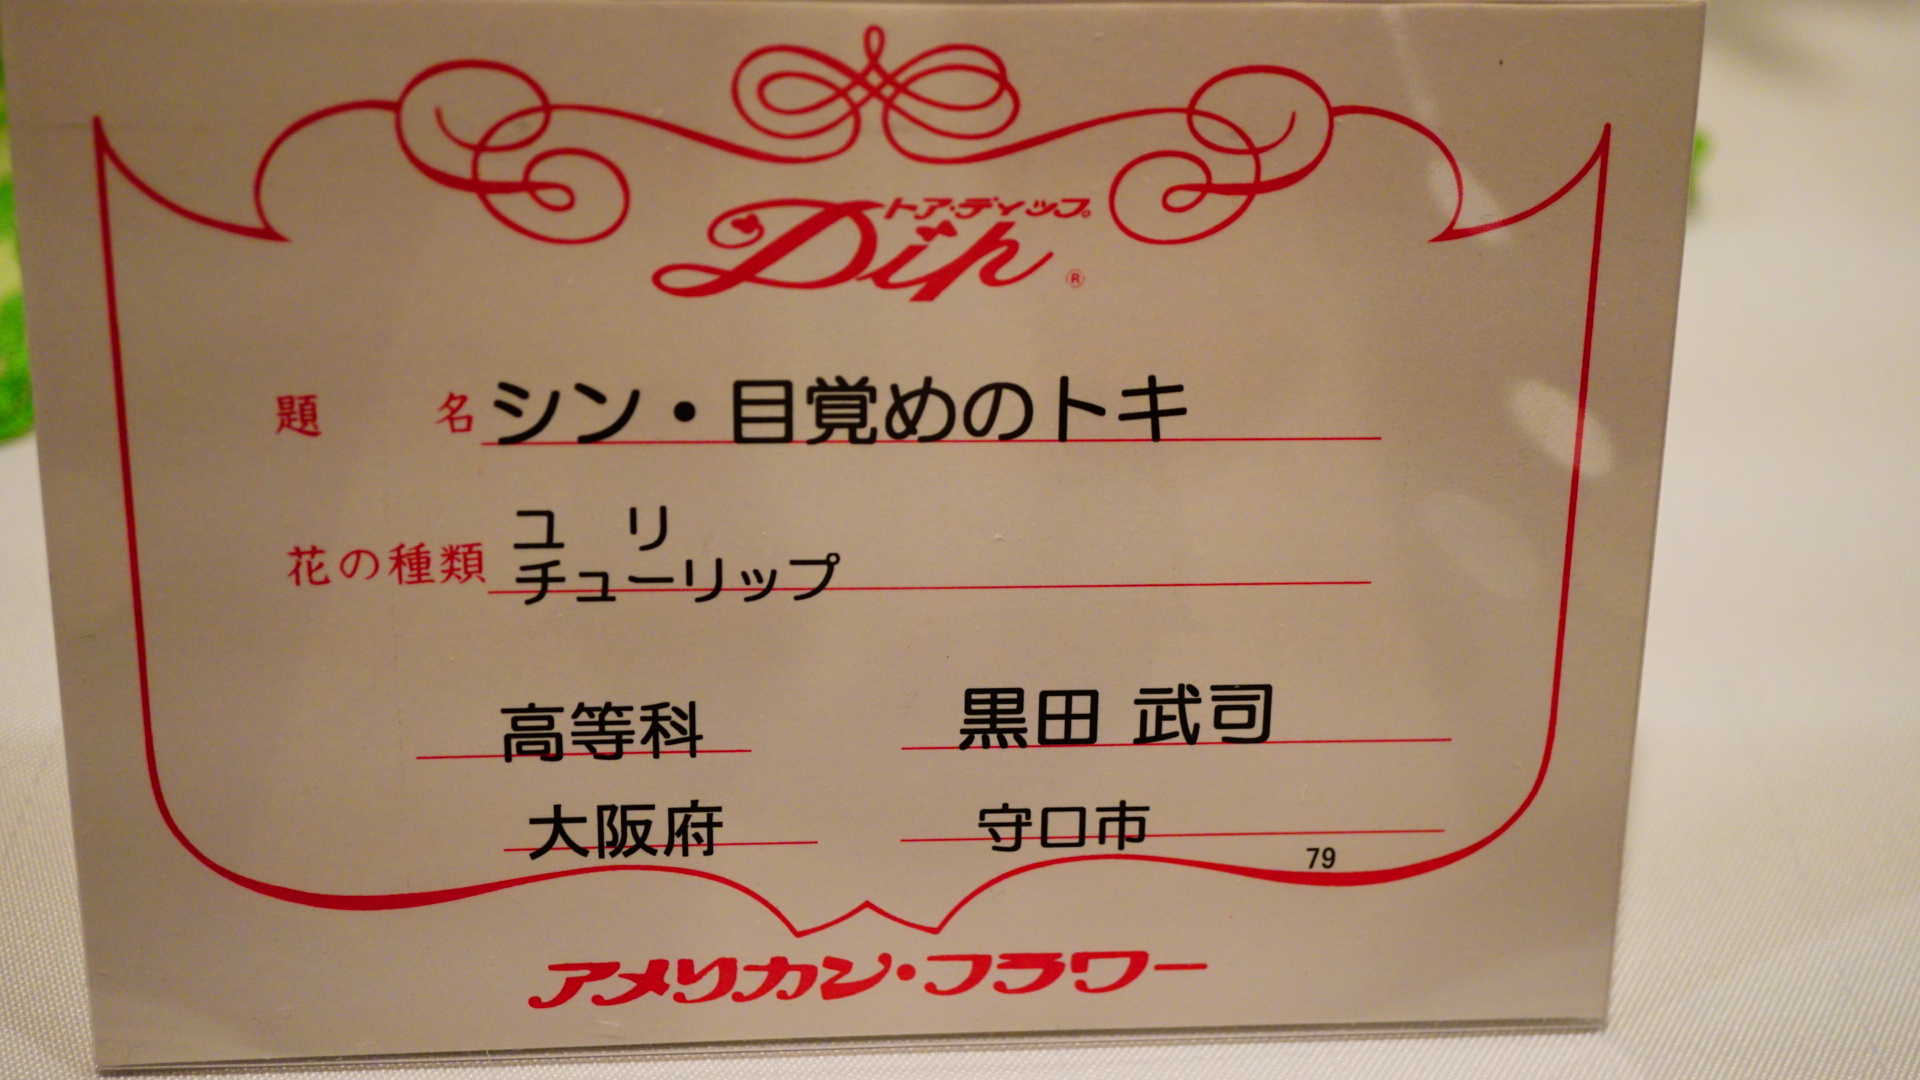 トア・ディップ
Dip ®
題 名 シン・目覚めのトキ
花の種類 ユ リ
チューリップ
高等科 黒田 武司
大阪府 守口市
79
アメリカン・フラワー